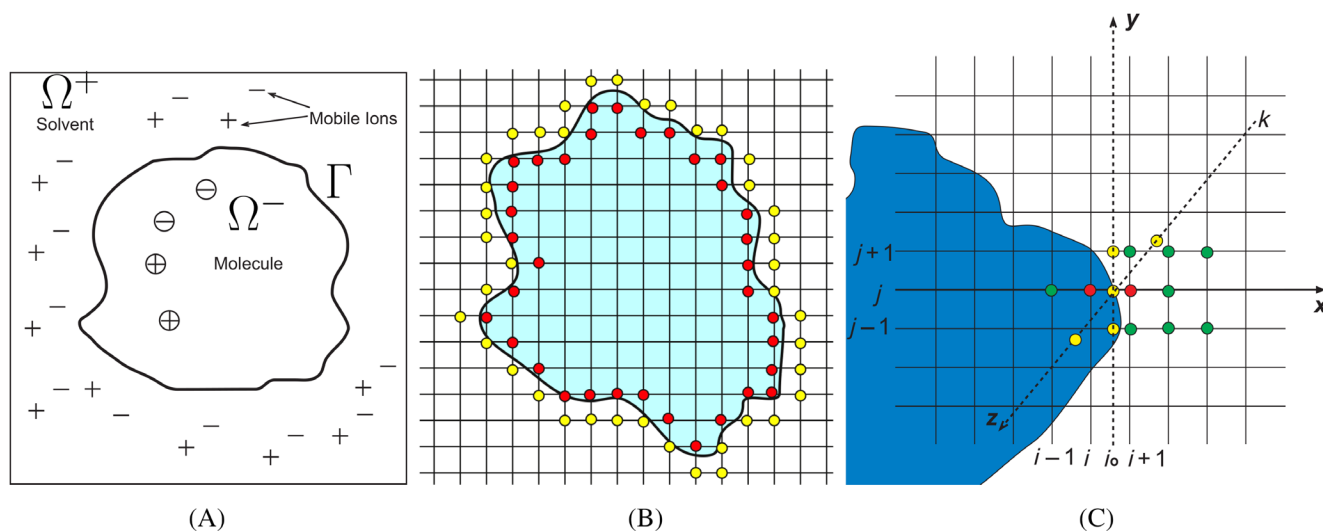 Ω⁺
Solvent
Mobile Ions
Γ
Ω⁻
Molecule
(A)
(B)
y
k
j + 1
j
j − 1
x
z
i − 1 i i₀ i + 1
(C)